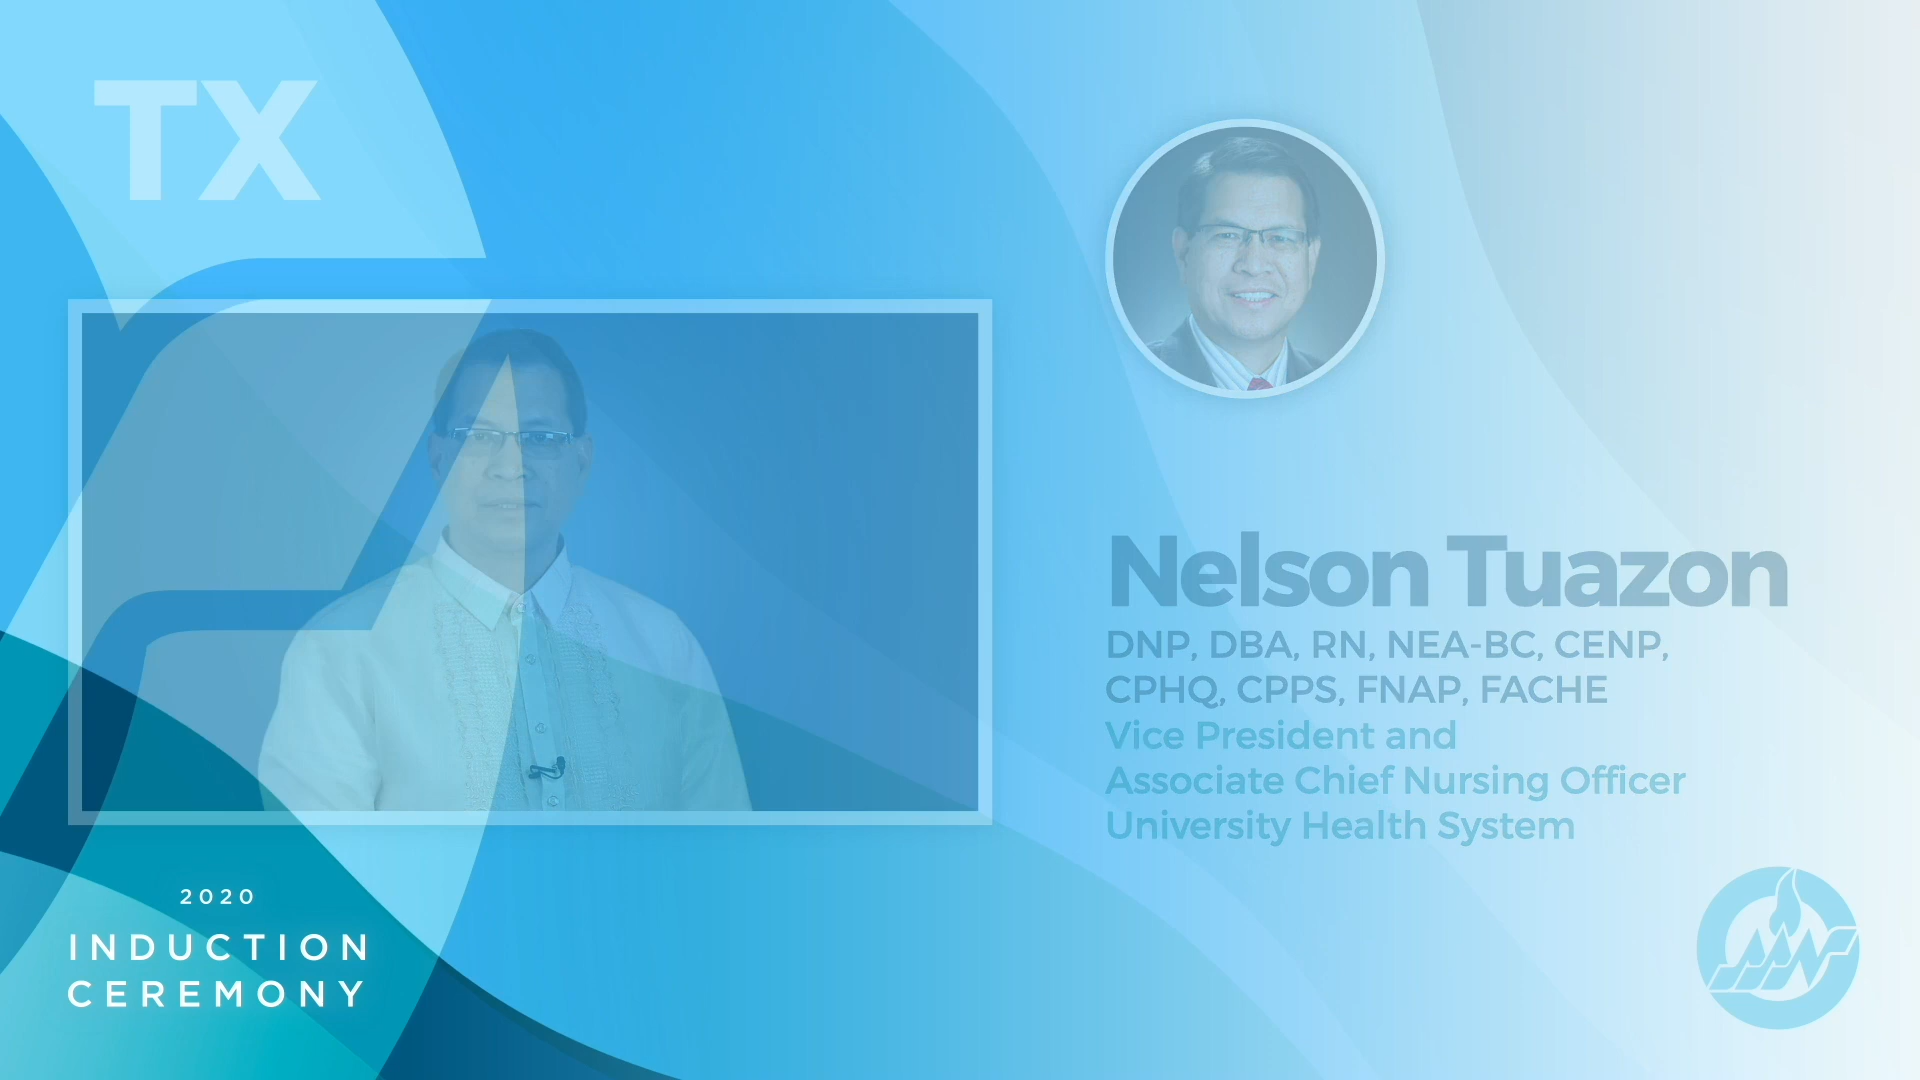 TX
Nelson Tuazon
DNP, DBA, RN, NEA-BC, CENP,
CPHQ, CPPS, FNAP, FACHE
Vice President and
Associate Chief Nursing Officer
University Health System
2020
INDUCTION
CEREMONY